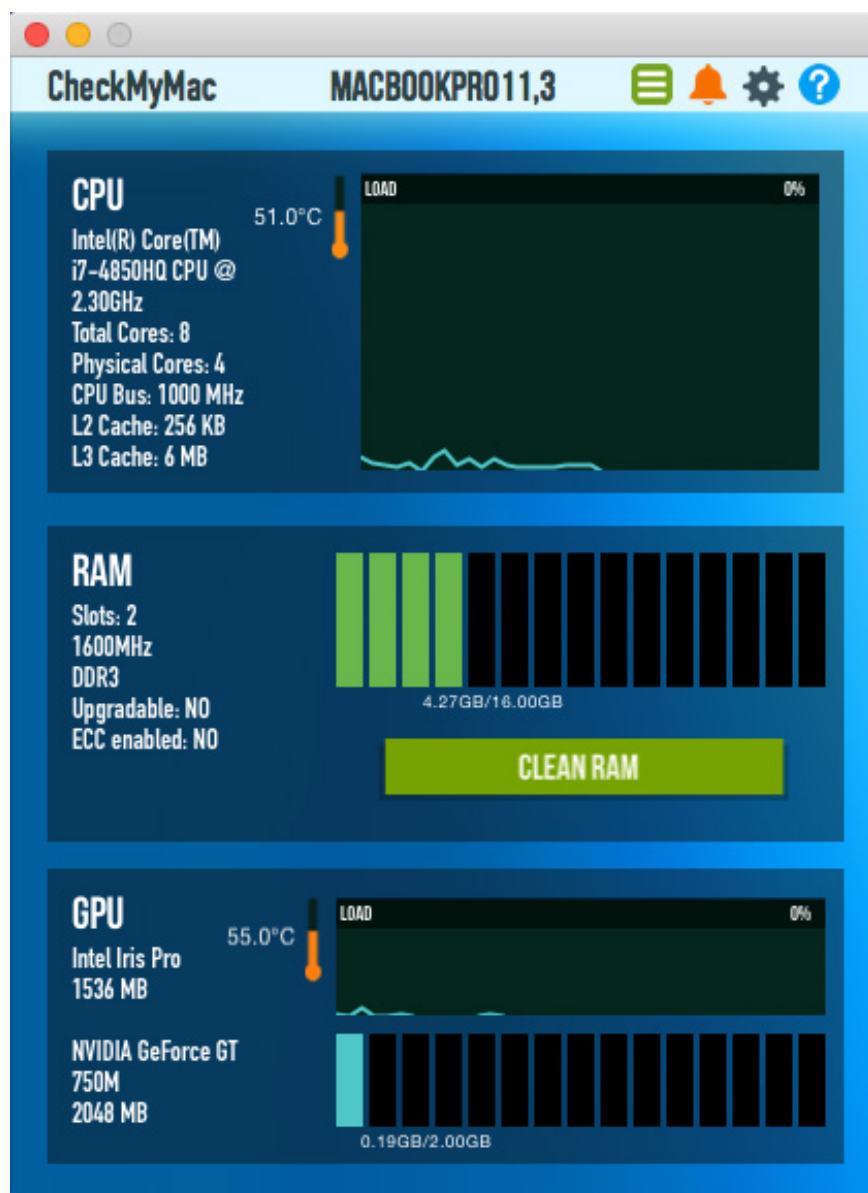 CheckMyMac MACBOOKPRO11,3
CPU
51.0°C
LOAD 0%
Intel(R) Core(TM)
i7-4850HQ CPU @
2.30GHz
Total Cores: 8
Physical Cores: 4
CPU Bus: 1000 MHz
L2 Cache: 256 KB
L3 Cache: 6 MB
RAM
Slots: 2
1600MHz
DDR3
Upgradable: NO
ECC enabled: NO
4.27GB/16.00GB
CLEAN RAM
GPU
55.0°C
LOAD 0%
Intel Iris Pro
1536 MB
NVIDIA GeForce GT
750M
2048 MB
0.19GB/2.00GB